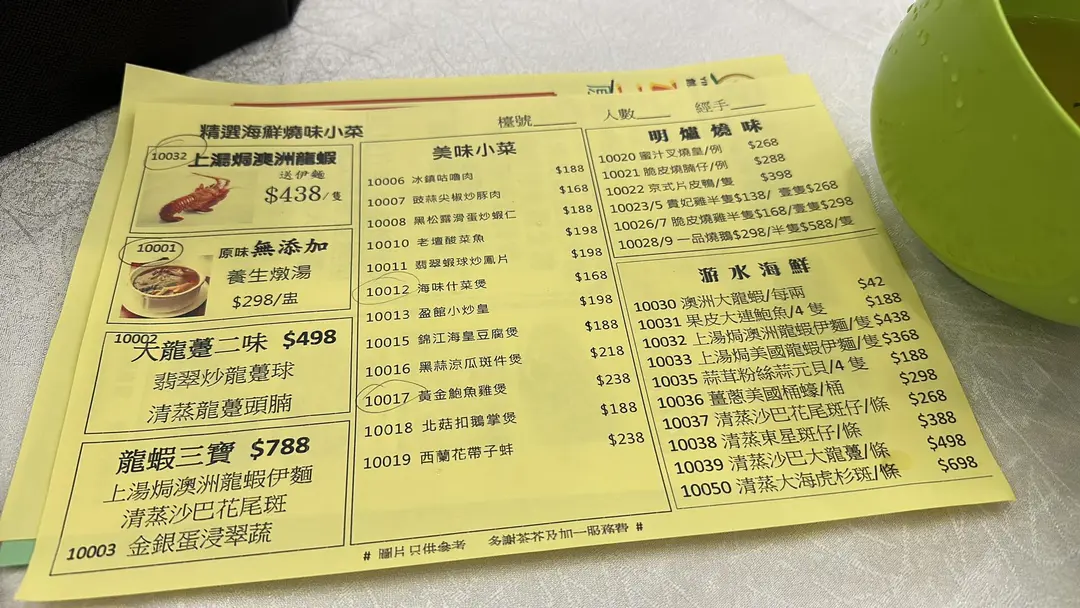 檯號____ 人數____ 經手____
精選海鮮燒味小菜
10032 上湯焗澳洲龍蝦
送伊麵
$438/隻
10001
原味無添加
養生燉湯
$298/盅
10002
大龍躉二味 $498
翡翠炒龍躉球
清蒸龍躉頭腩
龍蝦三寶 $788
上湯焗澳洲龍蝦伊麵
清蒸沙巴花尾斑
10003 金銀蛋浸翠蔬
美味小菜
10006 冰鎮咕嚕肉 $188
10007 豉蒜尖椒炒豚肉 $168
10008 黑松露滑蛋炒蝦仁 $188
10010 老壇酸菜魚 $198
10011 翡翠蝦球炒鳳片 $198
10012 海味什菜煲 $168
10013 盈館小炒皇 $198
10015 錦江海皇豆腐煲 $188
10016 黑蒜涼瓜斑件煲 $218
10017 黃金鮑魚雞煲 $238
10018 北菇扣鵝掌煲 $188
10019 西蘭花帶子蚌 $238
明爐燒味
10020 蜜汁叉燒皇/例 $268
10021 脆皮燒腩仔/例 $288
10022 京式片皮鴨/隻 $398
10023/5 貴妃雞半隻$138/ 壹隻$268
10026/7 脆皮燒雞半隻$168/壹隻$298
10028/9 一品燒鵝$298/半隻$588/隻
游水海鮮
10030 澳洲大龍蝦/每兩 $42
10031 果皮大連鮑魚/4 隻 $188
10032 上湯焗澳洲龍蝦伊麵/隻 $438
10033 上湯焗美國龍蝦伊麵/隻 $368
10035 蒜茸粉絲蒜元貝/4 隻 $188
10036 薑蔥美國桶蠔/桶 $298
10037 清蒸沙巴花尾斑仔/條 $268
10038 清蒸東星斑仔/條 $388
10039 清蒸沙巴大龍躉/條 $498
10050 清蒸大海虎杉斑/條 $698
# 圖片只供參考 多謝茶芥及加一服務費 #